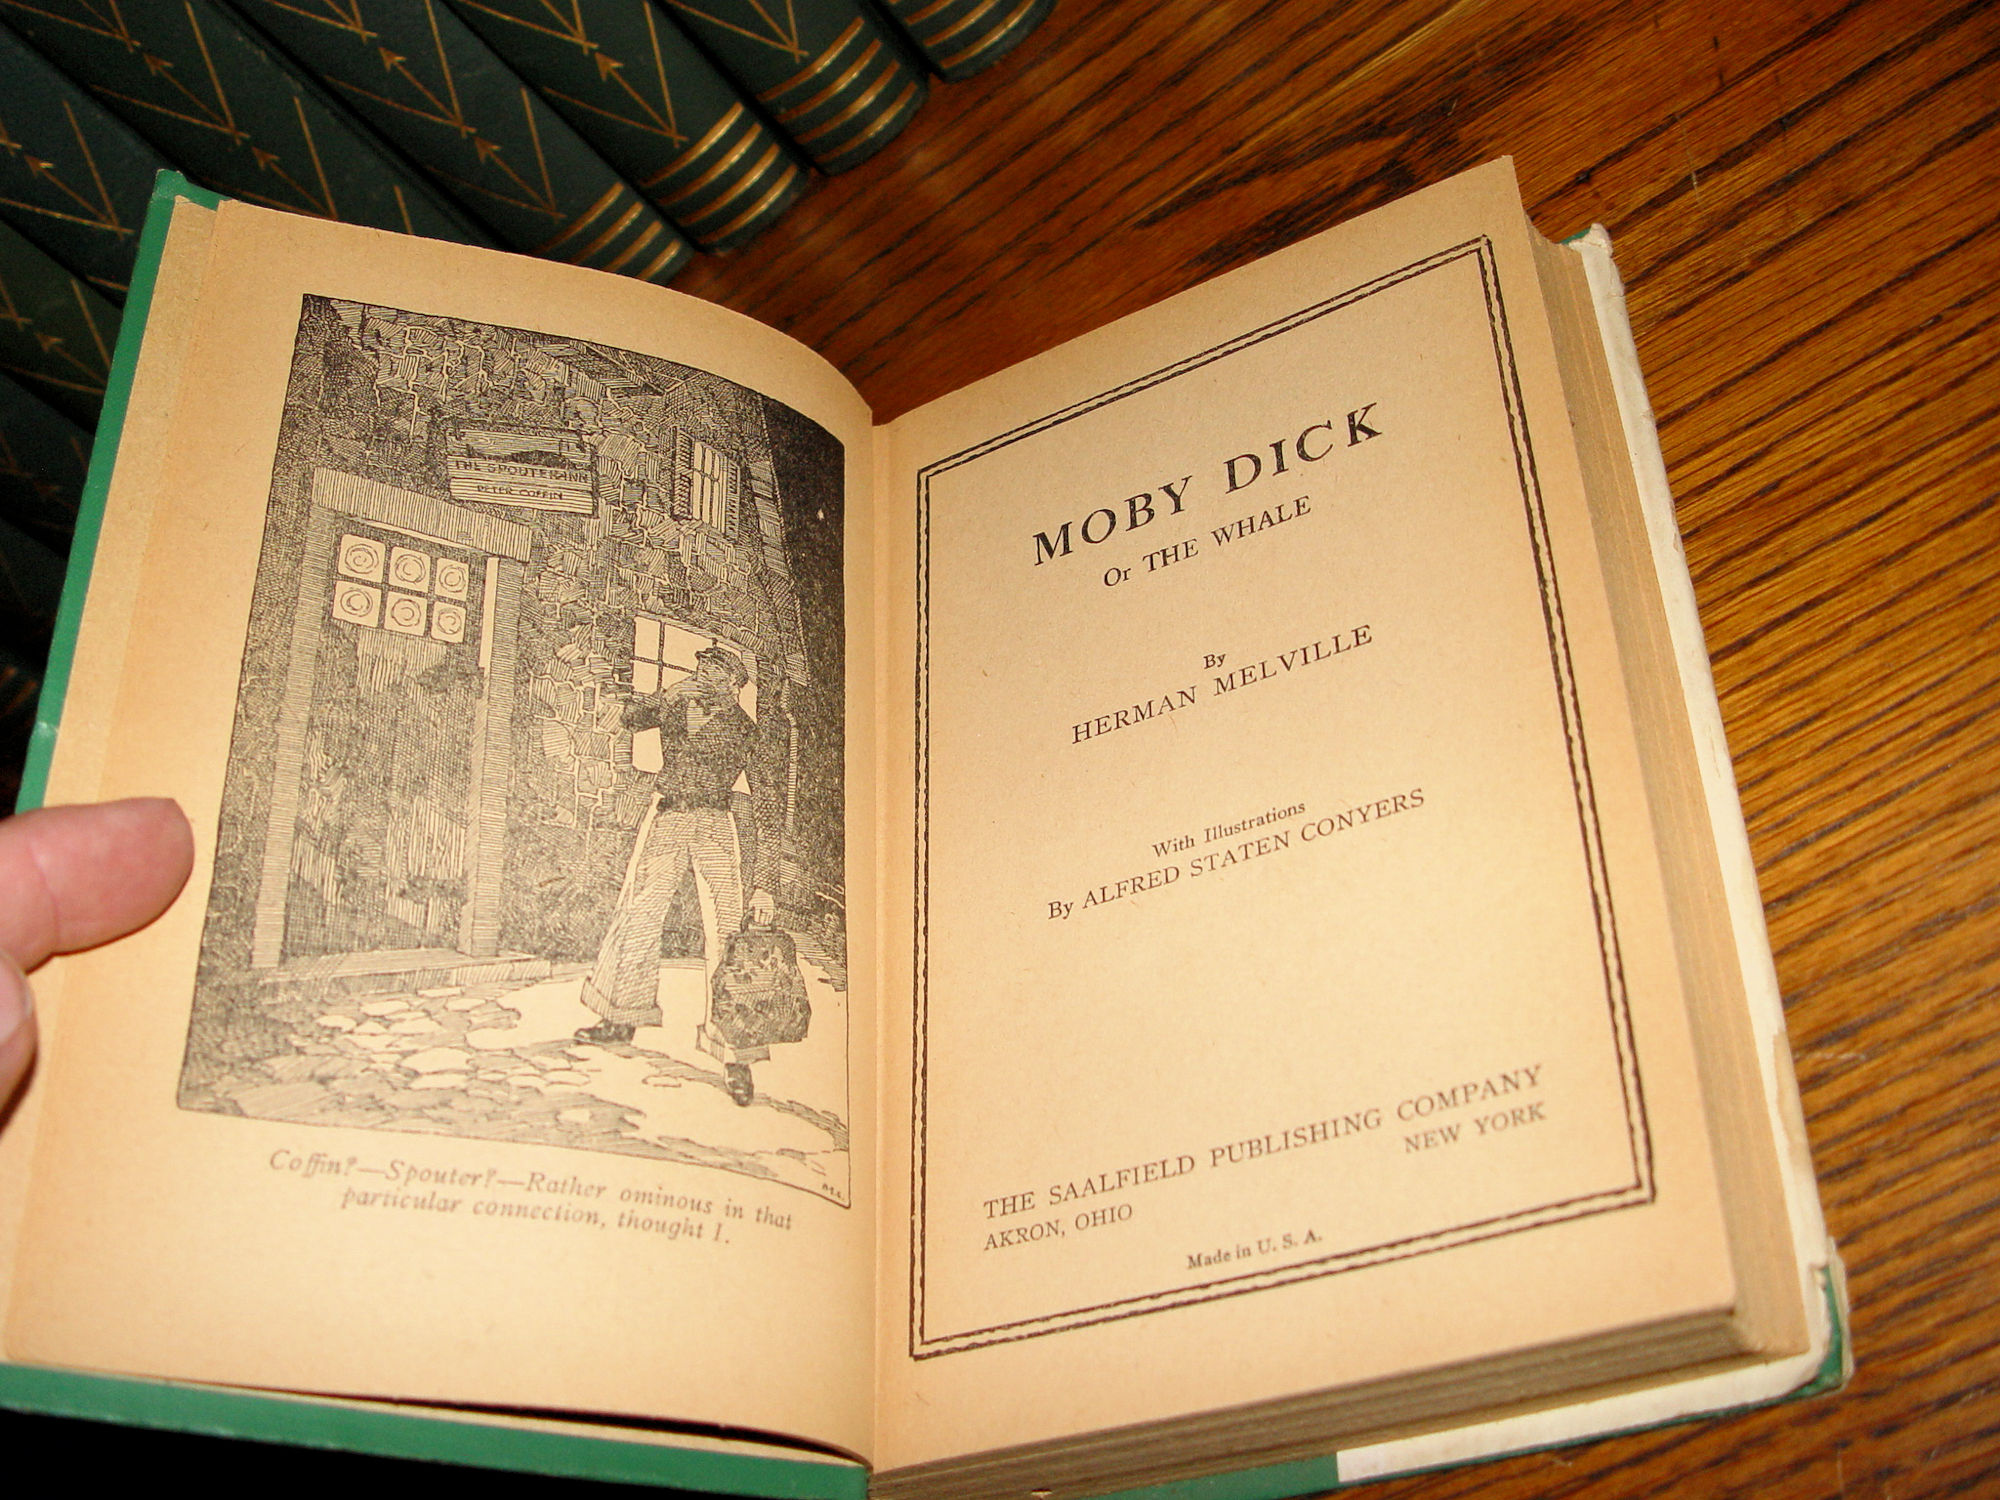 THE SPOUTER INN
PETER COFFIN
Coffin?—Spouter?—Rather ominous in that
particular connection, thought I.
MOBY DICK
Or THE WHALE
By
HERMAN MELVILLE
With Illustrations
By ALFRED STATEN CONYERS
THE SAALFIELD PUBLISHING COMPANY
AKRON, OHIO NEW YORK
Made in U. S. A.